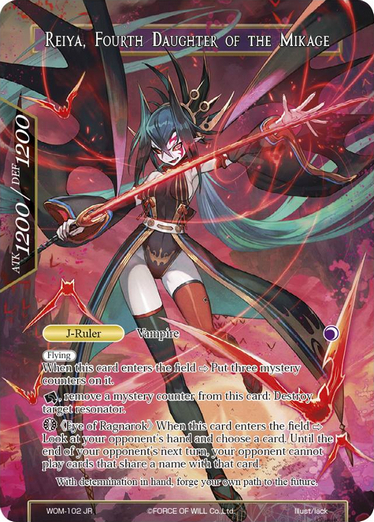 REIYA, FOURTH DAUGHTER OF THE MIKAGE
ATK 1200 / DEF 1200
J-Ruler Vampire
Flying
When this card enters the field ⇨ Put three mystery
counters on it.
, remove a mystery counter from this card: Destroy
target resonator.
〈Eye of Ragnarok〉 When this card enters the field ⇨
Look at your opponent's hand and choose a card. Until the
end of your opponent's next turn, your opponent cannot
play cards that share a name with that card.
With determination in hand, forge your own path to the future.
WOM-102 JR ©FORCE OF WILL Co.,Ltd. Illust/lack